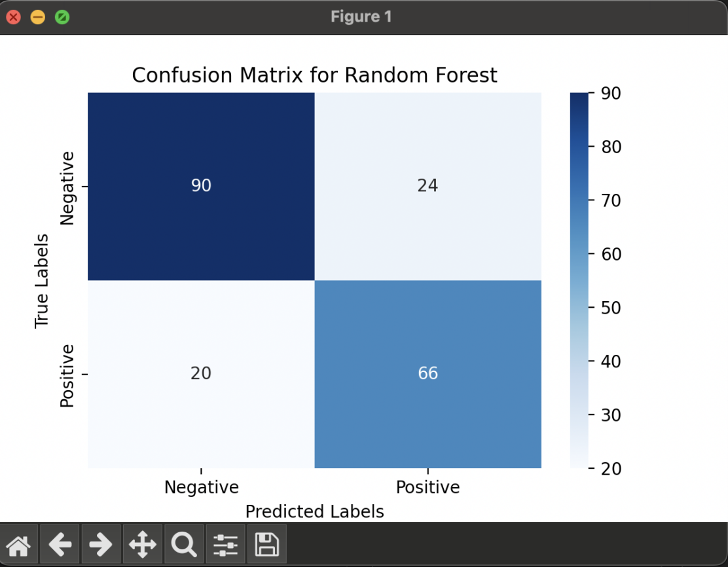 Figure 1
Confusion Matrix for Random Forest
True Labels
Negative
Positive
90
24
20
66
Negative
Positive
Predicted Labels
90
80
70
60
50
40
30
20